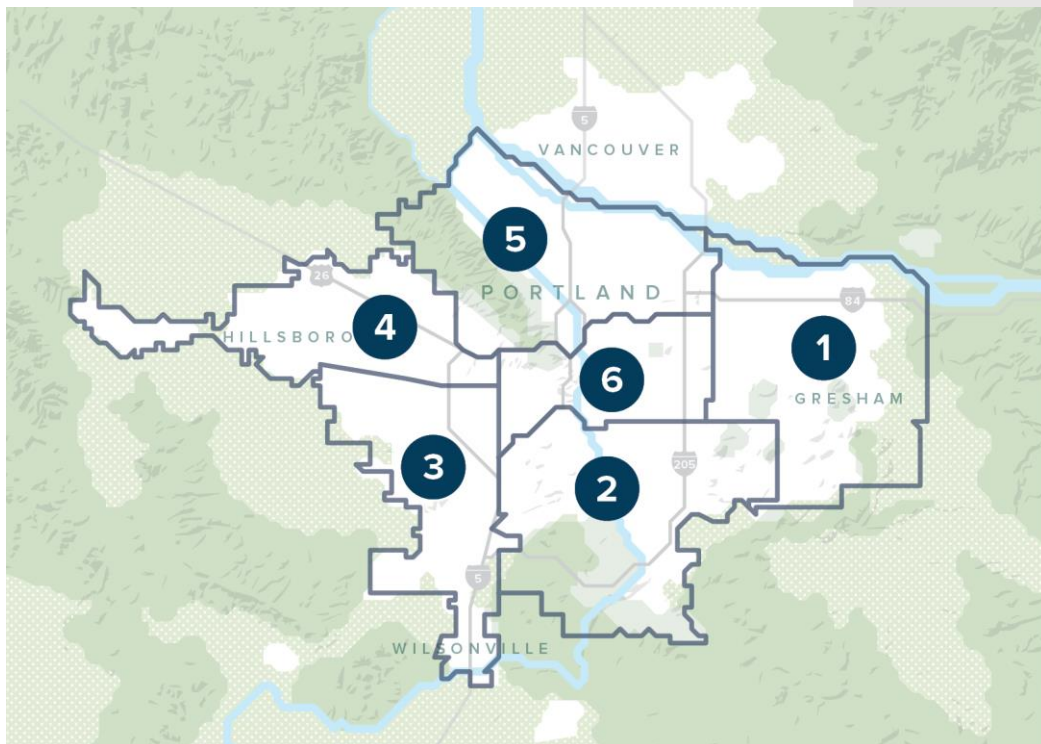 5
VANCOUVER
5
26
PORTLAND
84
HILLSBORO
4
1
6
GRESHAM
3
205
2
5
WILSONVILLE